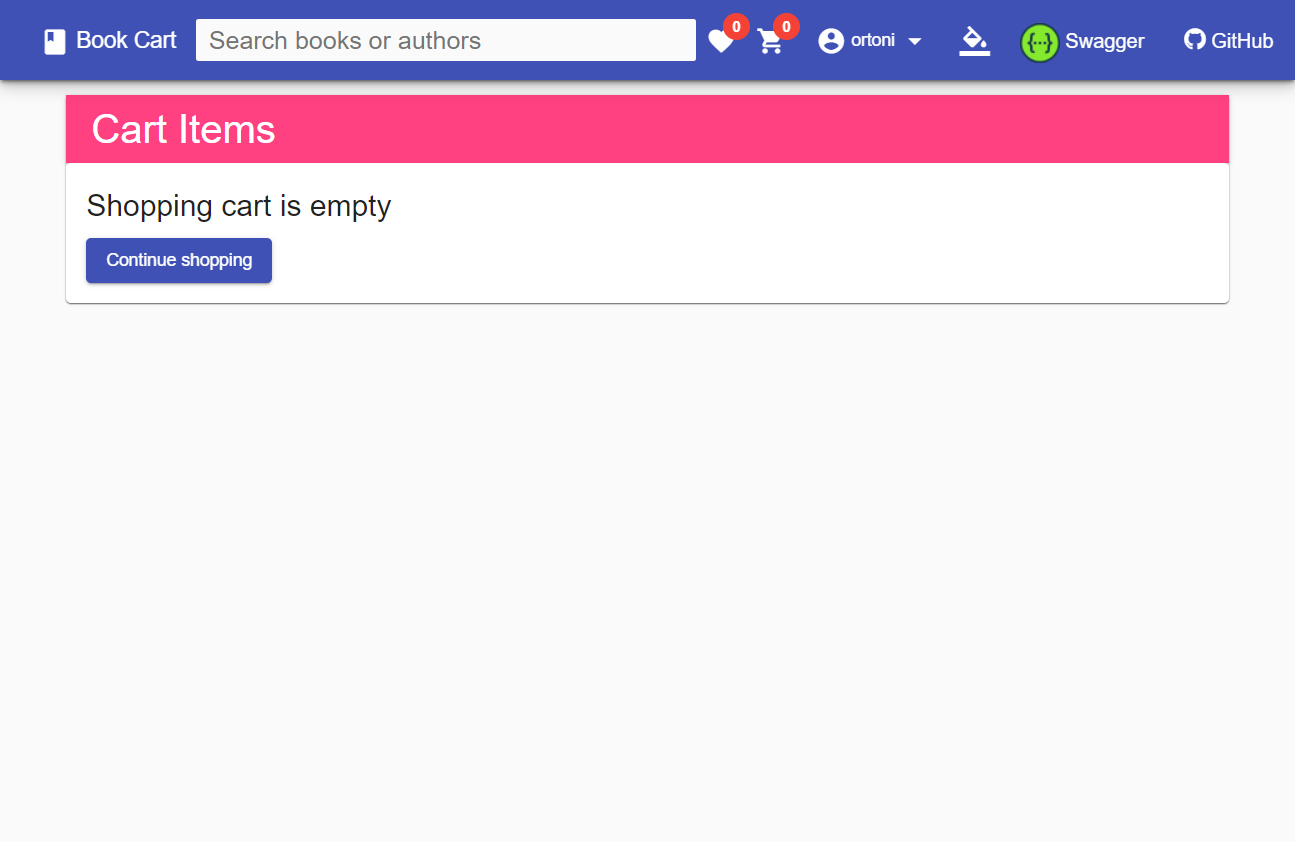 Book Cart
Search books or authors
0
0
ortoni
{···} Swagger
GitHub
Cart Items
Shopping cart is empty
Continue shopping